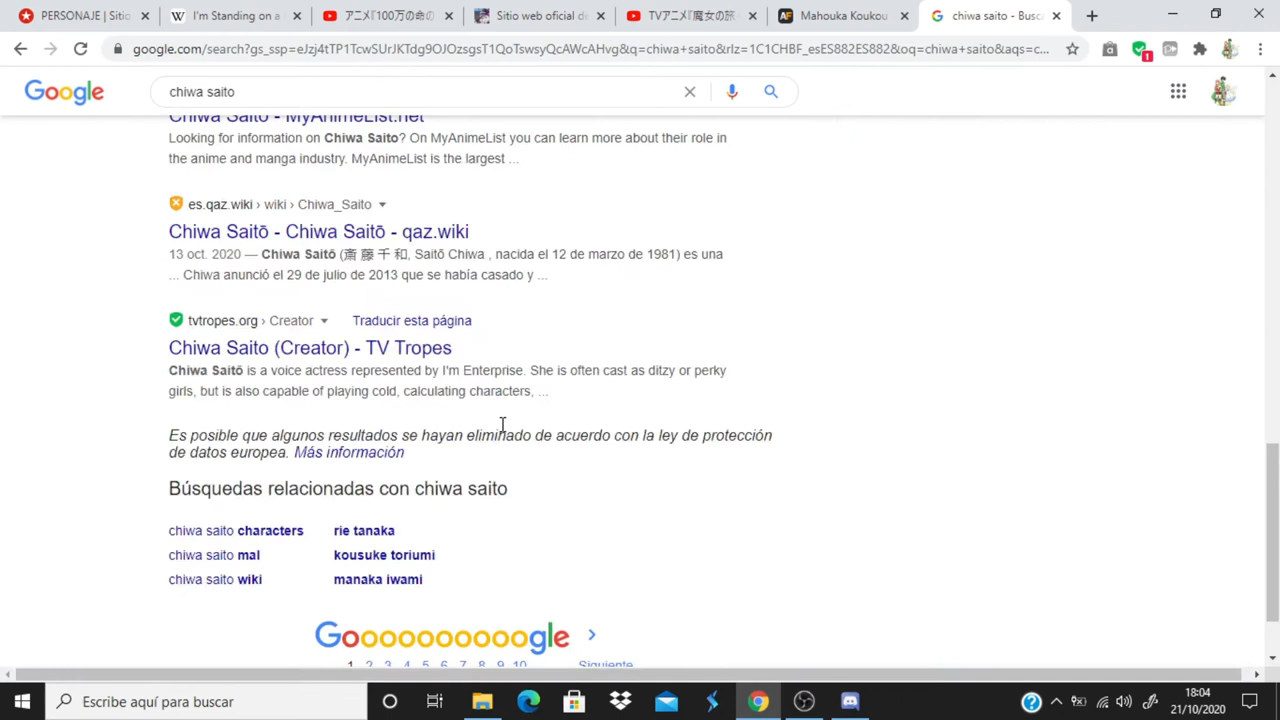 PERSONAJE | Sitio
I'm Standing on a
アニメ『100万の命の
Sitio web oficial de
TVアニメ『魔女の旅
Mahouka Koukou
chiwa saito - Busc
google.com/search?gs_ssp=eJzj4tTP1TcwSUrJKTdg9OJOzsgsT1QoTswsyQcAWcAHvg&q=chiwa+saito&rlz=1C1CHBF_esES882ES882&oq=chiwa+saito&aqs=c...
1
Google
chiwa saito
Chiwa Saito - MyAnimeList.net
Looking for information on Chiwa Saito? On MyAnimeList you can learn more about their role in
the anime and manga industry. MyAnimeList is the largest ...
es.qaz.wiki › wiki › Chiwa_Saito
Chiwa Saitō - Chiwa Saitō - qaz.wiki
13 oct. 2020 — Chiwa Saitō (斎 藤 千 和, Saitō Chiwa , nacida el 12 de marzo de 1981) es una
... Chiwa anunció el 29 de julio de 2013 que se había casado y ...
tvtropes.org › Creator
Traducir esta página
Chiwa Saito (Creator) - TV Tropes
Chiwa Saitō is a voice actress represented by I'm Enterprise. She is often cast as ditzy or perky
girls, but is also capable of playing cold, calculating characters, ...
Es posible que algunos resultados se hayan eliminado de acuerdo con la ley de protección
de datos europea. Más información
Búsquedas relacionadas con chiwa saito
chiwa saito characters
rie tanaka
chiwa saito mal
kousuke toriumi
chiwa saito wiki
manaka iwami
Goooooooooogle
1 2 3 4 5 6 7 8 9 10 Siguiente
Escribe aquí para buscar
18:04
21/10/2020